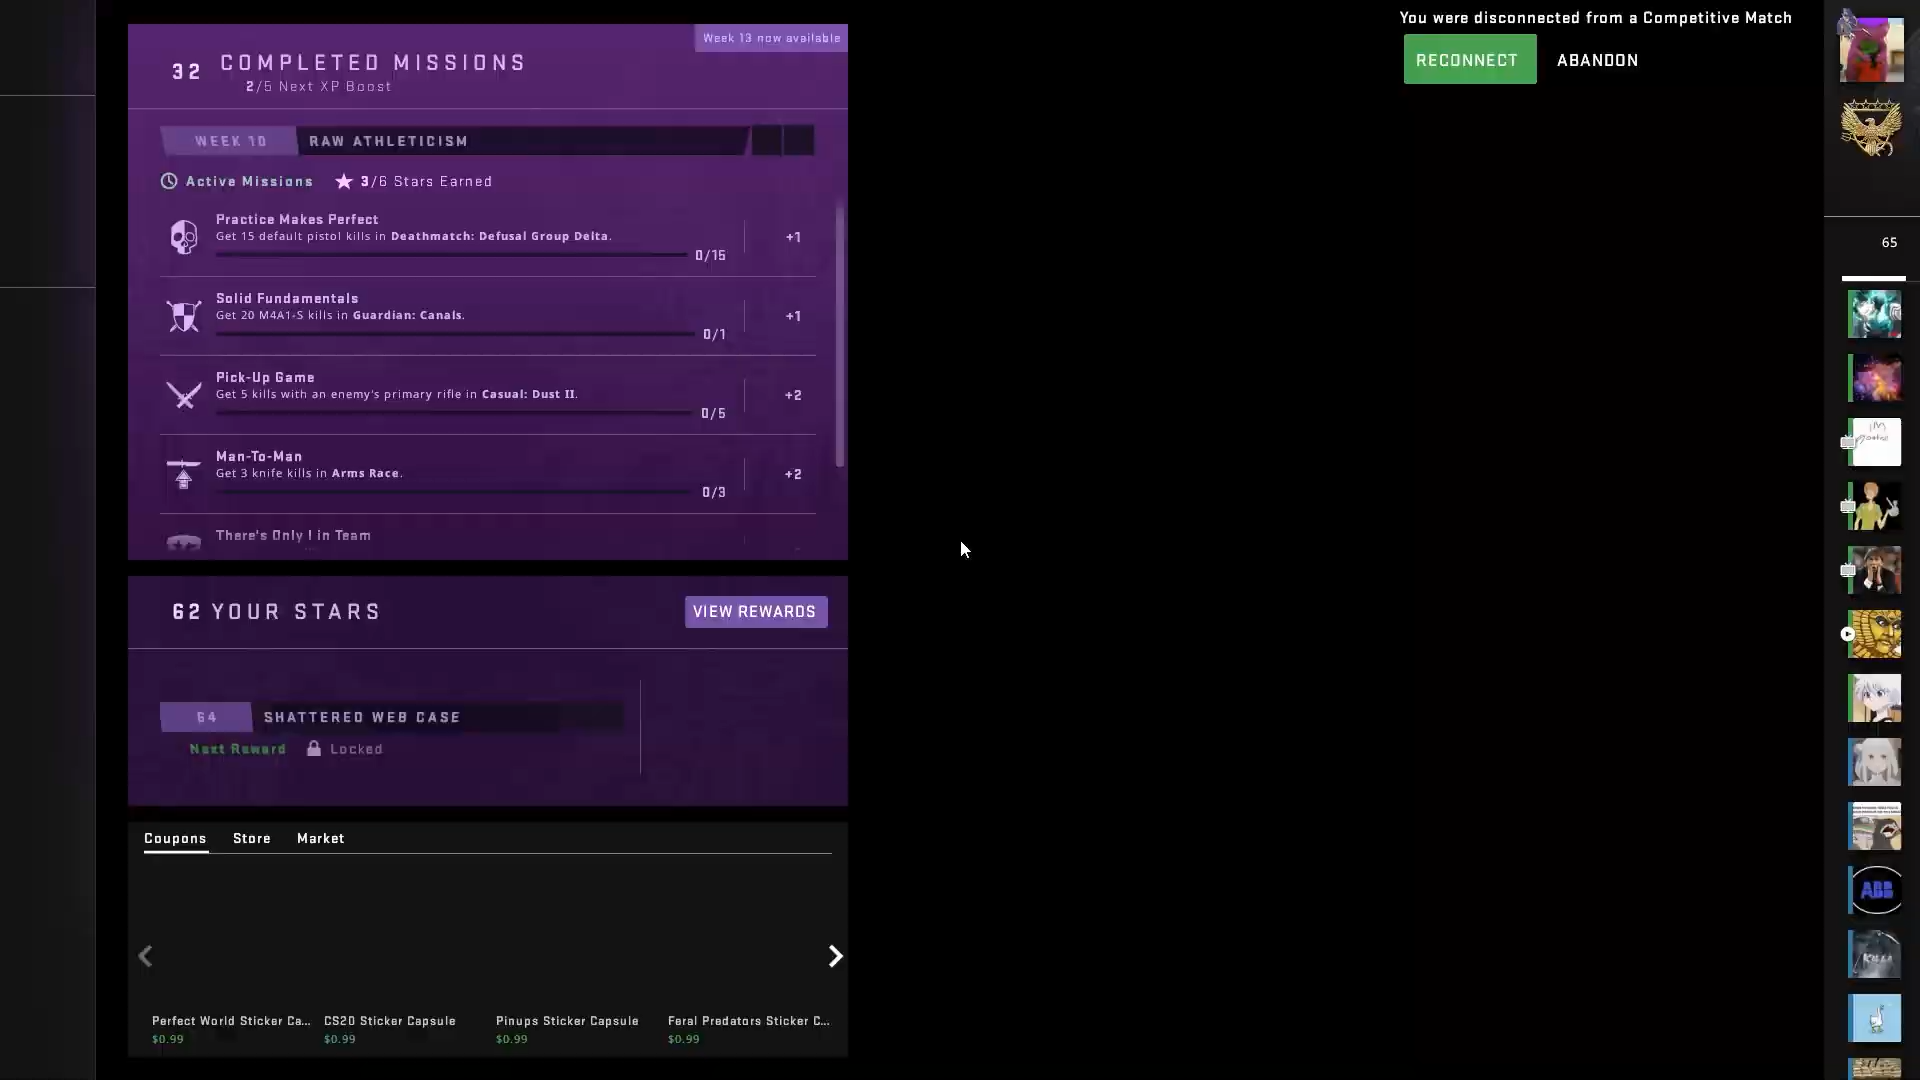 You were disconnected from a Competitive Match
RECONNECT
ABANDON
Week 13 now available
32 COMPLETED MISSIONS
2/5 Next XP Boost
WEEK 10 RAW ATHLETICISM
Active Missions 3/6 Stars Earned
Practice Makes Perfect
Get 15 default pistol kills in Deathmatch: Defusal Group Delta.
0/15
+1
Solid Fundamentals
Get 20 M4A1-S kills in Guardian: Canals.
0/1
+1
Pick-Up Game
Get 5 kills with an enemy's primary rifle in Casual: Dust II.
0/5
+2
Man-To-Man
Get 3 knife kills in Arms Race.
0/3
+2
There's Only I in Team
62 YOUR STARS
VIEW REWARDS
64 SHATTERED WEB CASE
Next Reward Locked
Coupons Store Market
Perfect World Sticker Ca...
$0.99
CS20 Sticker Capsule
$0.99
Pinups Sticker Capsule
$0.99
Feral Predators Sticker C...
$0.99
65
ABB